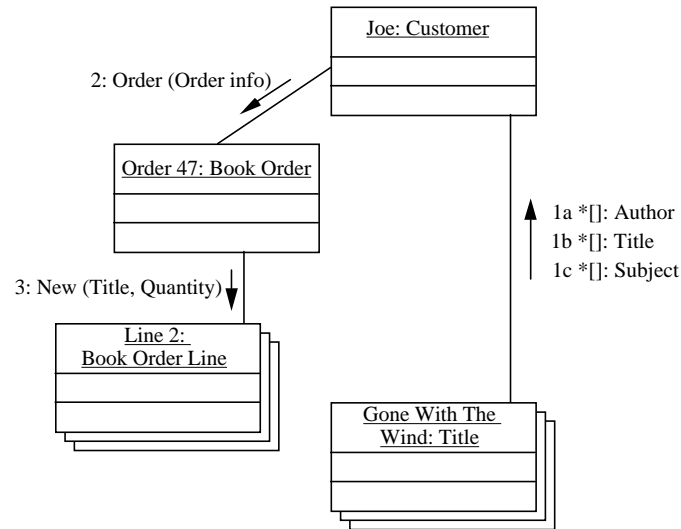 Joe: Customer
2: Order (Order info)
Order 47: Book Order
1a *[]: Author
1b *[]: Title
1c *[]: Subject
3: New (Title, Quantity)
Line 2:
Book Order Line
Gone With The
Wind: Title